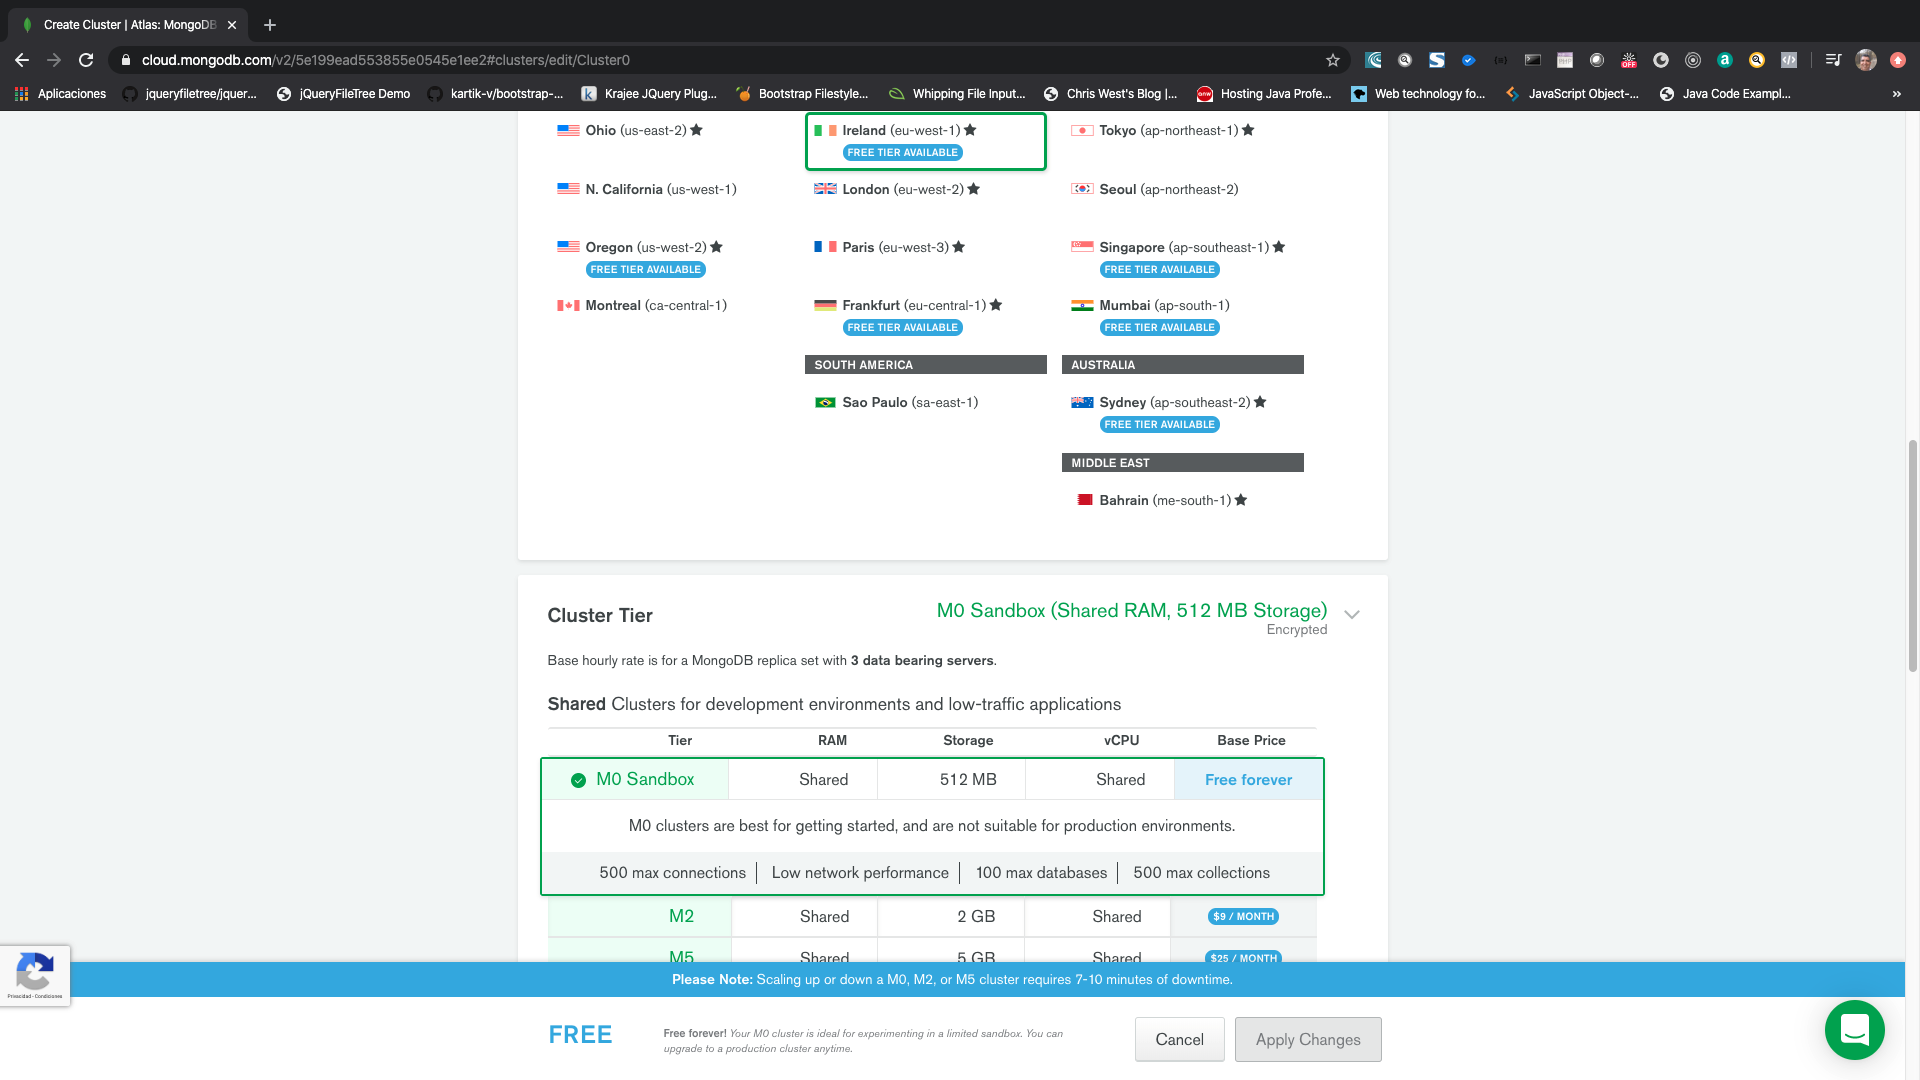 Create Cluster | Atlas: MongoDB
cloud.mongodb.com/v2/5e199ead553855e0545e1ee2#clusters/edit/Cluster0
Aplicaciones
jqueryfiletree/jquer...
jQueryFileTree Demo
kartik-v/bootstrap-...
Krajee JQuery Plug...
Bootstrap Filestyle...
Whipping File Input...
Chris West's Blog |...
Hosting Java Profe...
Web technology fo...
JavaScript Object-...
Java Code Exampl...
»
Ohio (us-east-2)
Ireland (eu-west-1)
FREE TIER AVAILABLE
Tokyo (ap-northeast-1)
N. California (us-west-1)
London (eu-west-2)
Seoul (ap-northeast-2)
Oregon (us-west-2)
FREE TIER AVAILABLE
Paris (eu-west-3)
Singapore (ap-southeast-1)
FREE TIER AVAILABLE
Montreal (ca-central-1)
Frankfurt (eu-central-1)
FREE TIER AVAILABLE
Mumbai (ap-south-1)
FREE TIER AVAILABLE
SOUTH AMERICA
AUSTRALIA
Sao Paulo (sa-east-1)
Sydney (ap-southeast-2)
FREE TIER AVAILABLE
MIDDLE EAST
Bahrain (me-south-1)
Cluster Tier
M0 Sandbox (Shared RAM, 512 MB Storage)
Encrypted
Base hourly rate is for a MongoDB replica set with 3 data bearing servers.
Shared Clusters for development environments and low-traffic applications
Tier RAM Storage vCPU Base Price
M0 Sandbox Shared 512 MB Shared Free forever
M0 clusters are best for getting started, and are not suitable for production environments.
500 max connections Low network performance 100 max databases 500 max collections
M2 Shared 2 GB Shared $9 / MONTH
M5 Shared 5 GB Shared $25 / MONTH
Privacidad - Condiciones
Please Note: Scaling up or down a M0, M2, or M5 cluster requires 7-10 minutes of downtime.
FREE
Free forever! Your M0 cluster is ideal for experimenting in a limited sandbox. You can
upgrade to a production cluster anytime.
Cancel
Apply Changes